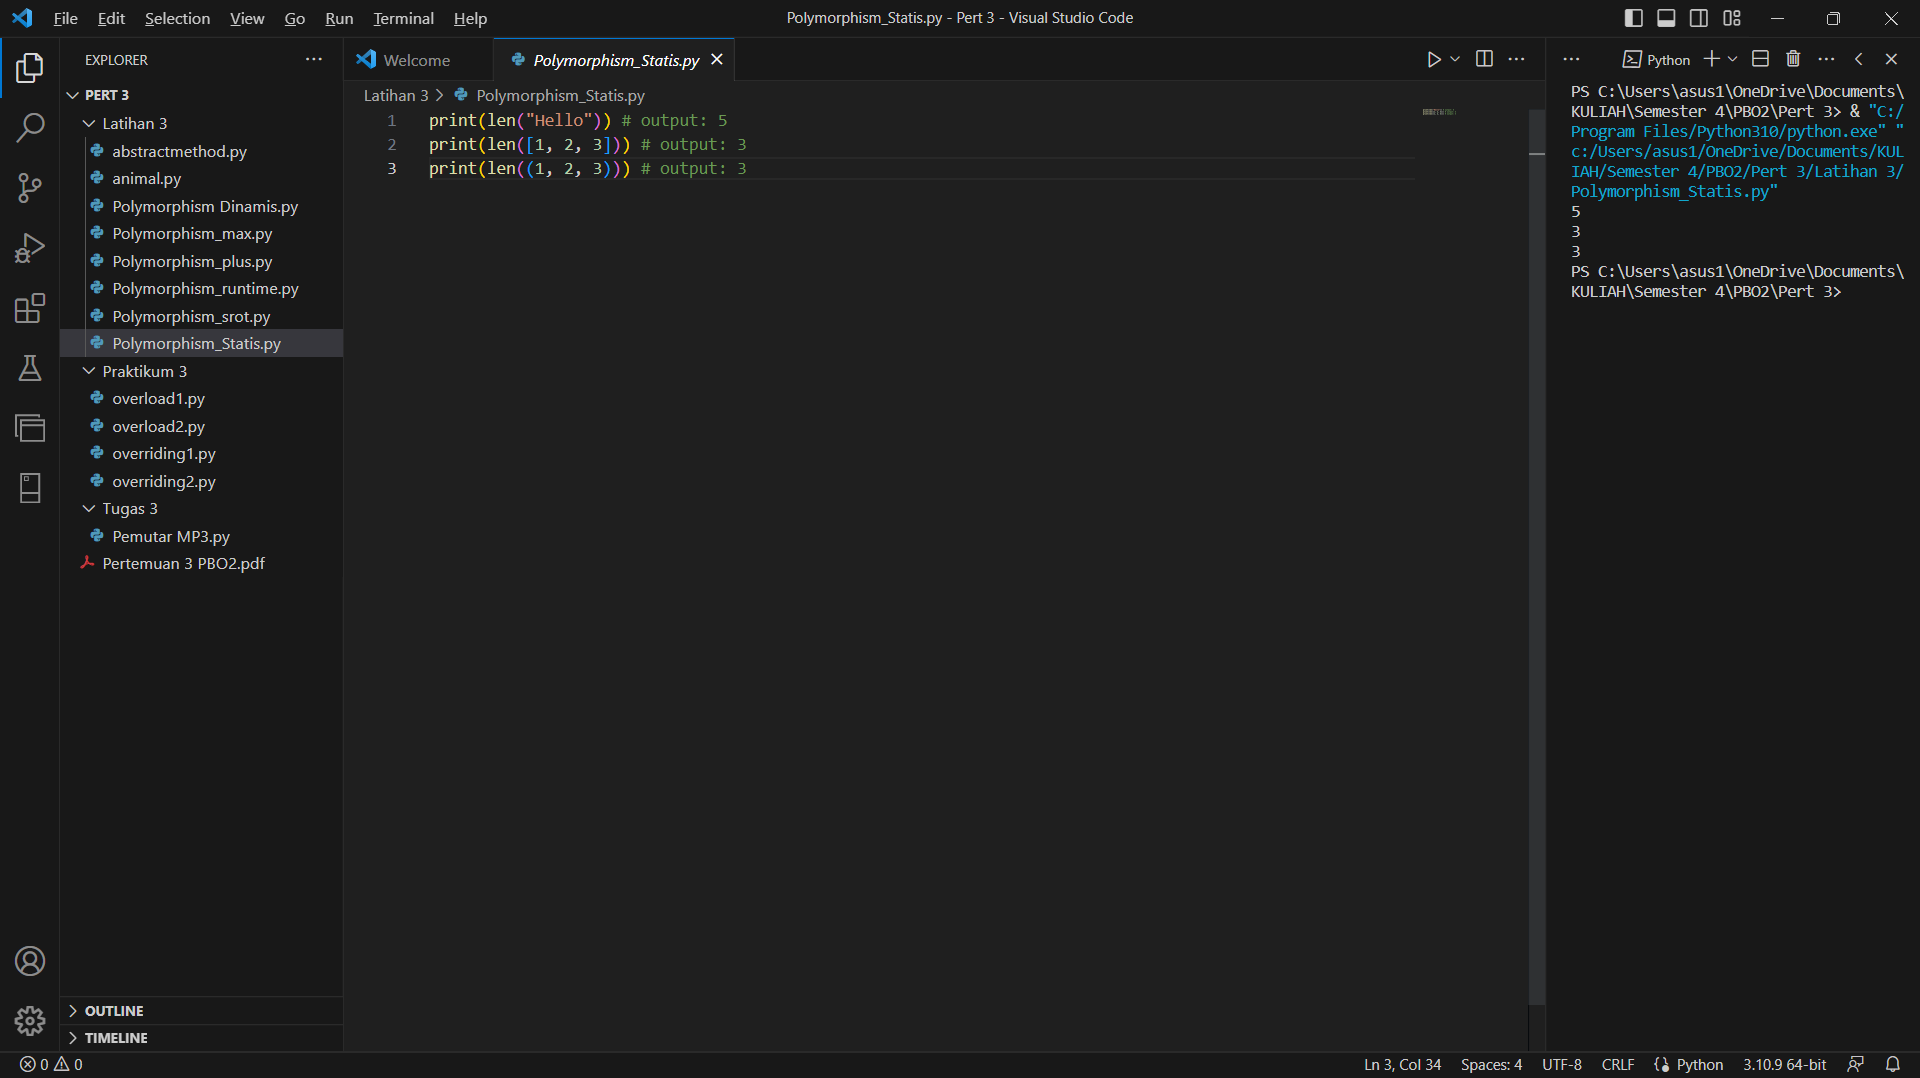 File Edit Selection View Go Run Terminal Help
Polymorphism_Statis.py - Pert 3 - Visual Studio Code
EXPLORER
PERT 3
Latihan 3
abstractmethod.py
animal.py
Polymorphism Dinamis.py
Polymorphism_max.py
Polymorphism_plus.py
Polymorphism_runtime.py
Polymorphism_srot.py
Polymorphism_Statis.py
Praktikum 3
overload1.py
overload2.py
overriding1.py
overriding2.py
Tugas 3
Pemutar MP3.py
Pertemuan 3 PBO2.pdf
OUTLINE
TIMELINE
Welcome
Polymorphism_Statis.py
Latihan 3 > Polymorphism_Statis.py
1 print(len("Hello")) # output: 5
2 print(len([1, 2, 3])) # output: 3
3 print(len((1, 2, 3))) # output: 3
Python
PS C:\Users\asus1\OneDrive\Documents\
KULIAH\Semester 4\PBO2\Pert 3> & "C:/
Program Files/Python310/python.exe" "
c:/Users/asus1/OneDrive/Documents/KUL
IAH/Semester 4/PBO2/Pert 3/Latihan 3/
Polymorphism_Statis.py"
5
3
3
PS C:\Users\asus1\OneDrive\Documents\
KULIAH\Semester 4\PBO2\Pert 3>
0 0
Ln 3, Col 34 Spaces: 4 UTF-8 CRLF Python 3.10.9 64-bit